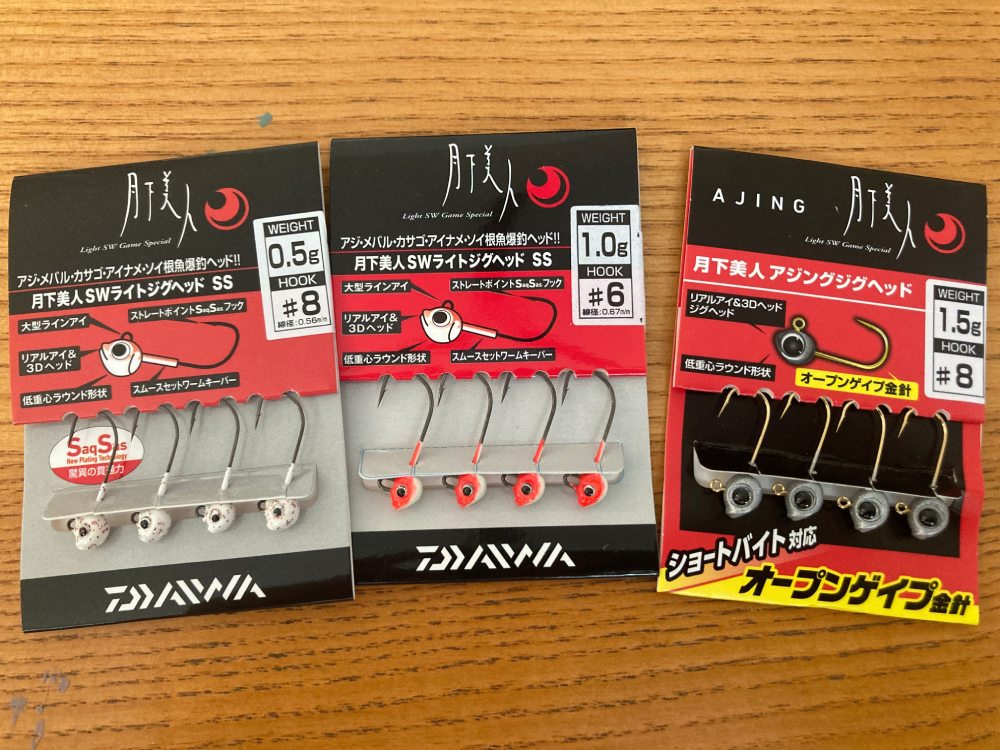 月下美人
Light SW Game Special
WEIGHT
0.5g
HOOK
#8
線径:0.56m/m
アジ・メバル・カサゴ・アイナメ・ソイ根魚爆釣ヘッド!!
月下美人SWライトジグヘッド SS
大型ラインアイ
ストレートポイントSaqSasフック
リアルアイ&
3Dヘッド
低重心ラウンド形状
スムースセットワームキーパー
SaqSas
New Plating Technology
驚異の貫通力
DAIWA
月下美人
Light SW Game Special
WEIGHT
1.0g
HOOK
#6
線径:0.67m/m
アジ・メバル・カサゴ・アイナメ・ソイ根魚爆釣ヘッド!!
月下美人SWライトジグヘッド SS
大型ラインアイ
ストレートポイントSaqSasフック
リアルアイ&
3Dヘッド
低重心ラウンド形状
スムースセットワームキーパー
DAIWA
AJING
月下美人
Light SW Game Special
月下美人 アジングジグヘッド
WEIGHT
1.5g
HOOK
#8
リアルアイ&3Dヘッド
ジグヘッド
低重心ラウンド形状
オープンゲイプ金針
ショートバイト対応
オープンゲイプ金針